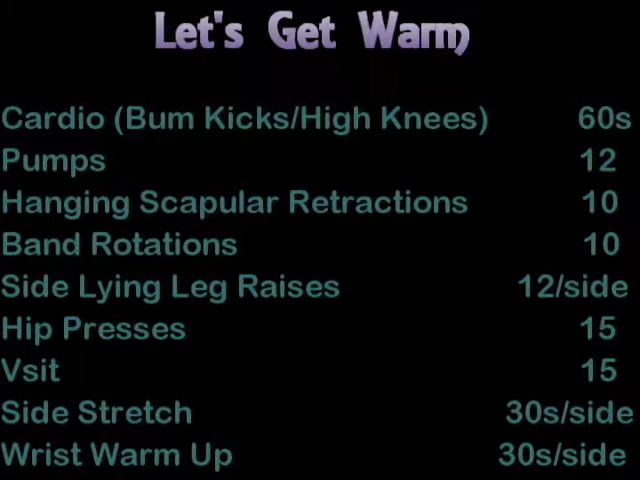 Let's Get Warm
Cardio (Bum Kicks/High Knees) 60s
Pumps 12
Hanging Scapular Retractions 10
Band Rotations 10
Side Lying Leg Raises 12/side
Hip Presses 15
Vsit 15
Side Stretch 30s/side
Wrist Warm Up 30s/side